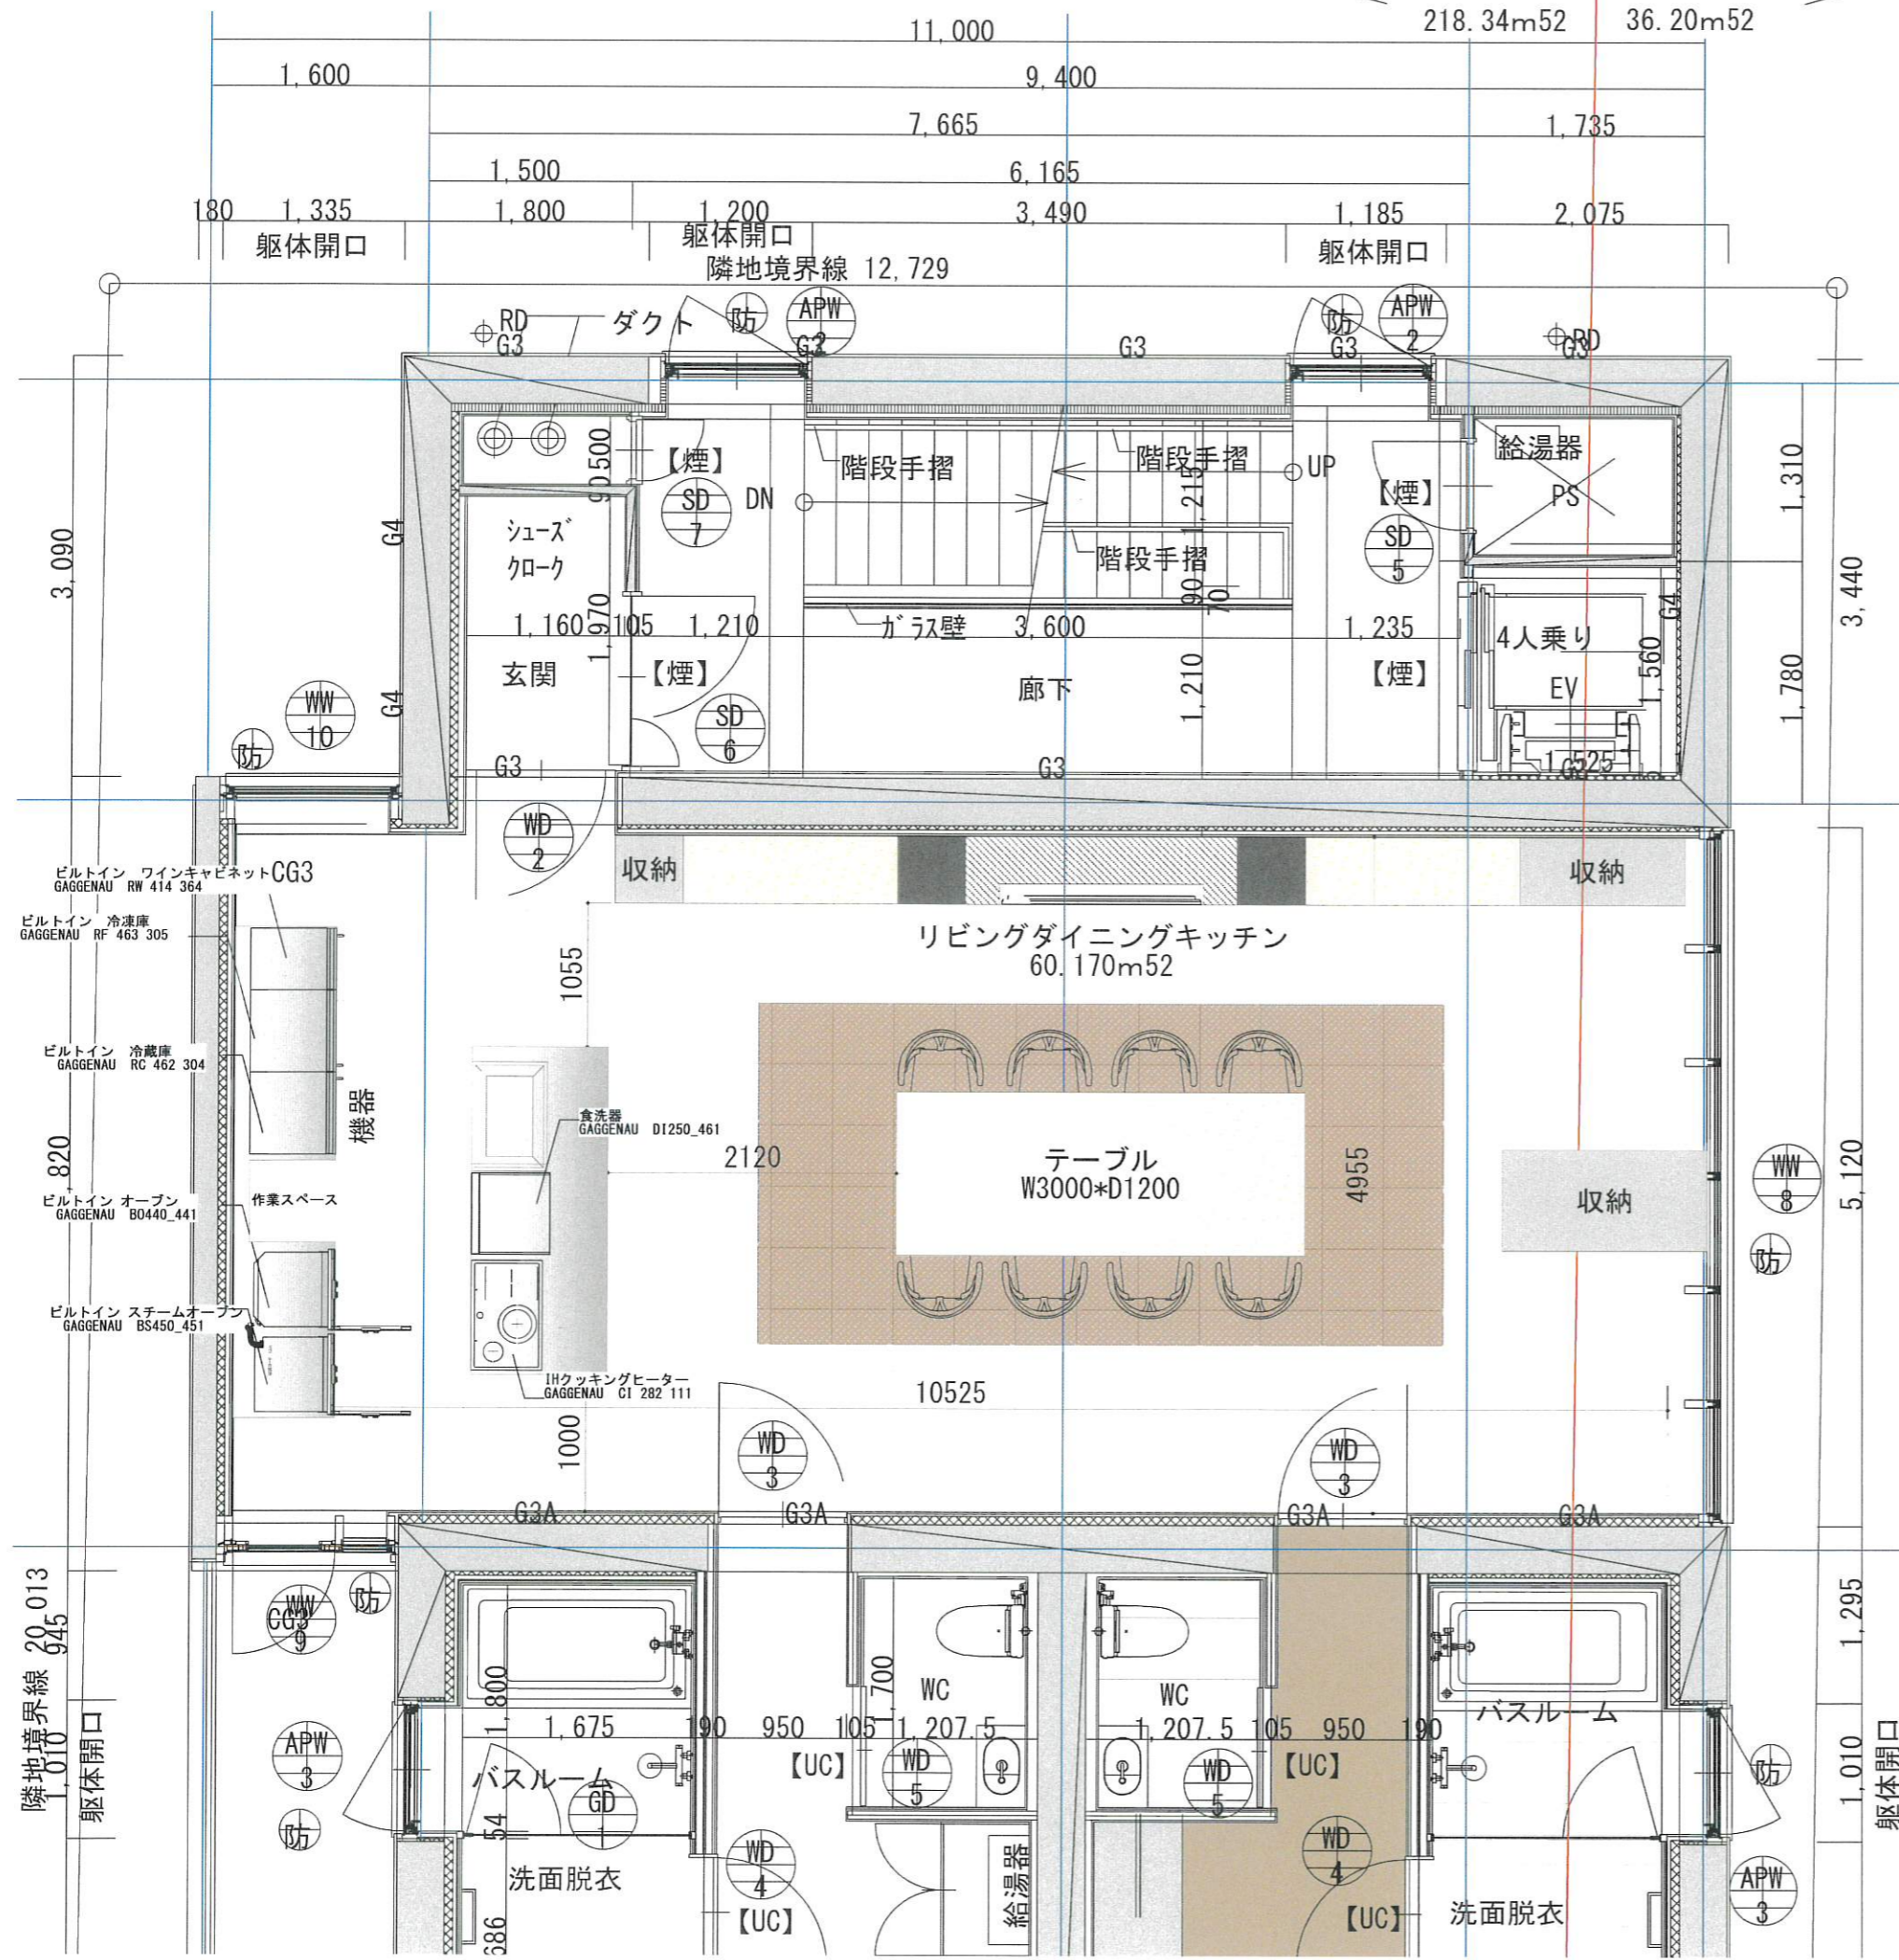 218.34m52 36.20m52
11,000
1,600 9,400
7,665 1,735
1,500 6,165
180 1,335 1,800 1,200 3,490 1,185 2,075
躯体開口 躯体開口 躯体開口
隣地境界線 12,729
RD ダクト 防 APW 2 防 APW 2 RD
G3 G3 G3 G3 G3
500 【煙】 階段手摺 階段手摺 UP 給湯器
90 SD 7 DN 1,215 【煙】 PS 1,310
シューズ
クローク
G4 階段手摺 SD 5
3,090 90 70 3,440
1,160 1,970 105 1,210 ガラス壁 3,600 1,235 4人乗り G4
玄関 【煙】 廊下 1,210 【煙】 EV 1,560 1,780
G4 WW 10 SD 6
防 G3 G3 1,525
WD 2
収納 収納
ビルトイン ワインキャビネット CG3
GAGGENAU RW 414 364
ビルトイン 冷凍庫
GAGGENAU RF 463 305
リビングダイニングキッチン
60.170m52
1055
ビルトイン 冷蔵庫
GAGGENAU RC 462 304
機器
食洗器
GAGGENAU DI250_461
820 2120
テーブル
W3000*D1200
4955 収納 WW 8 5,120
防
ビルトイン オーブン
GAGGENAU BO440_441
作業スペース
ビルトイン スチームオーブン
GAGGENAU BS450_451
IHクッキングヒーター
GAGGENAU CI 282 111
10525
1000 WD 3 WD 3
G3A G3A G3A G3A
隣地境界線 20,013
945 CG3 WW 9 防 1,295
1,800 1,700 WC WC
1,675 190 950 105 1,207.5 1,207.5 105 950 190 バスルーム
1,010 躯体開口 APW 3 バスルーム 【UC】 WD 5 WD 5 【UC】 防 1,010 躯体開口
防 54 GD 1
洗面脱衣 WD 4 給湯器 WD 4 洗面脱衣 APW 3
686 【UC】 【UC】